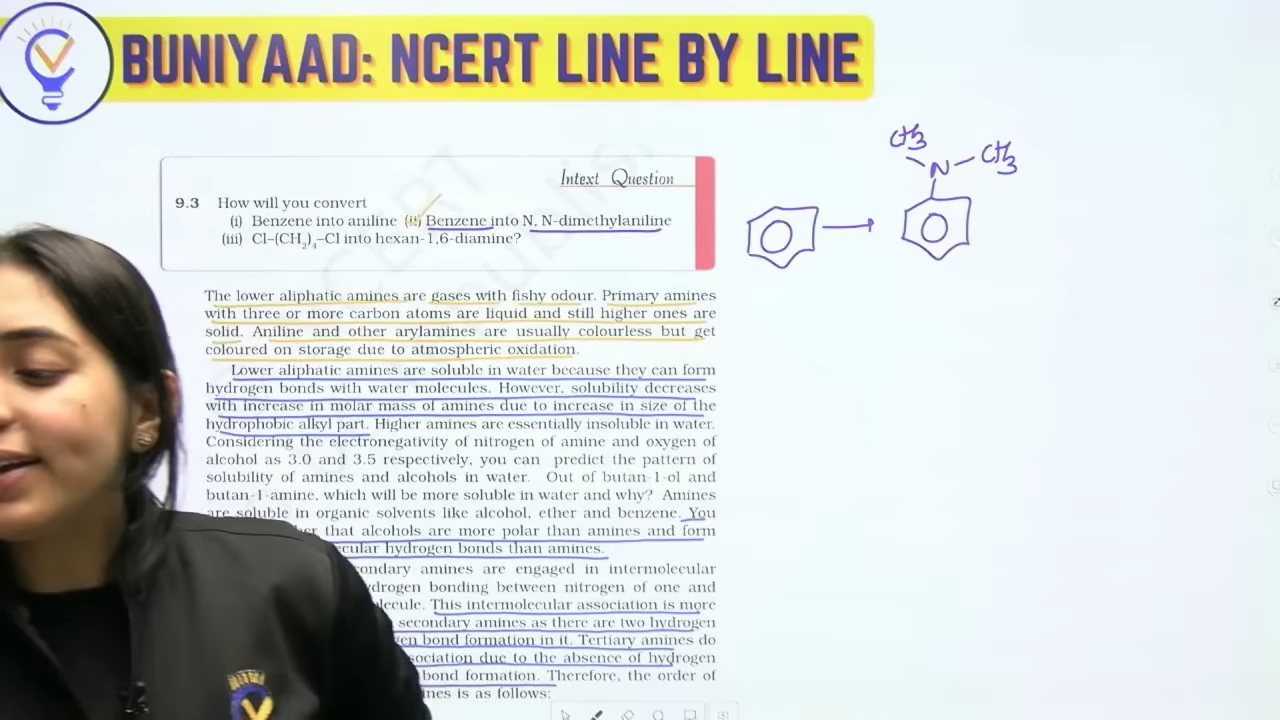 BUNIYAAD: NCERT LINE BY LINE
CH3
N
CH3
Intext Question
9.3 How will you convert
(i) Benzene into aniline (ii) Benzene into N, N-dimethylaniline
(iii) Cl–(CH2)4–Cl into hexan-1,6-diamine?
The lower aliphatic amines are gases with fishy odour. Primary amines
with three or more carbon atoms are liquid and still higher ones are
solid. Aniline and other arylamines are usually colourless but get
coloured on storage due to atmospheric oxidation.
Lower aliphatic amines are soluble in water because they can form
hydrogen bonds with water molecules. However, solubility decreases
with increase in molar mass of amines due to increase in size of the
hydrophobic alkyl part. Higher amines are essentially insoluble in water.
Considering the electronegativity of nitrogen of amine and oxygen of
alcohol as 3.0 and 3.5 respectively, you can predict the pattern of
solubility of amines and alcohols in water. Out of butan-1-ol and
butan-1-amine, which will be more soluble in water and why? Amines
are soluble in organic solvents like alcohol, ether and benzene. You
that alcohols are more polar than amines and form
hydrogen bonds than amines.
amines are engaged in intermolecular
bonding between nitrogen of one and
This intermolecular association is more
secondary amines as there are two hydrogen
bond formation in it. Tertiary amines do
due to the absence of hydrogen
bond formation. Therefore, the order of
is as follows: